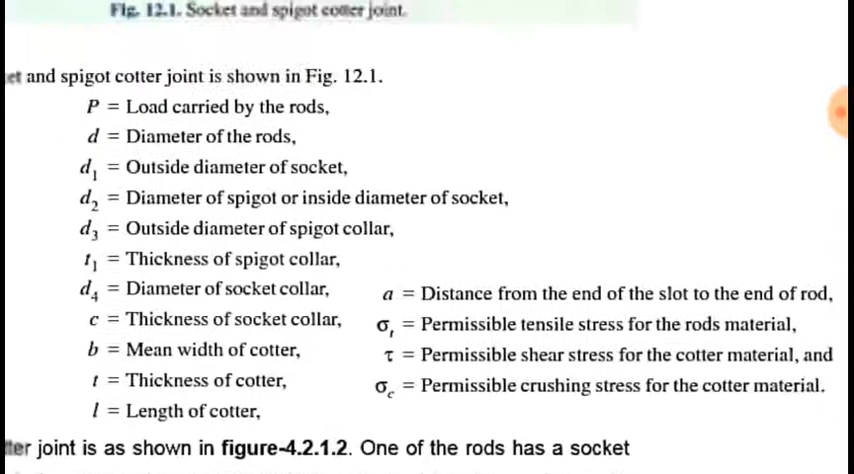 Fig. 12.1. Socket and spigot cotter joint.
et and spigot cotter joint is shown in Fig. 12.1.
P = Load carried by the rods,
d = Diameter of the rods,
d₁ = Outside diameter of socket,
d₂ = Diameter of spigot or inside diameter of socket,
d₃ = Outside diameter of spigot collar,
t₁ = Thickness of spigot collar,
d₄ = Diameter of socket collar,
c = Thickness of socket collar,
b = Mean width of cotter,
t = Thickness of cotter,
l = Length of cotter,
a = Distance from the end of the slot to the end of rod,
σₜ = Permissible tensile stress for the rods material,
τ = Permissible shear stress for the cotter material, and
σ_c = Permissible crushing stress for the cotter material.
tter joint is as shown in figure-4.2.1.2. One of the rods has a socket